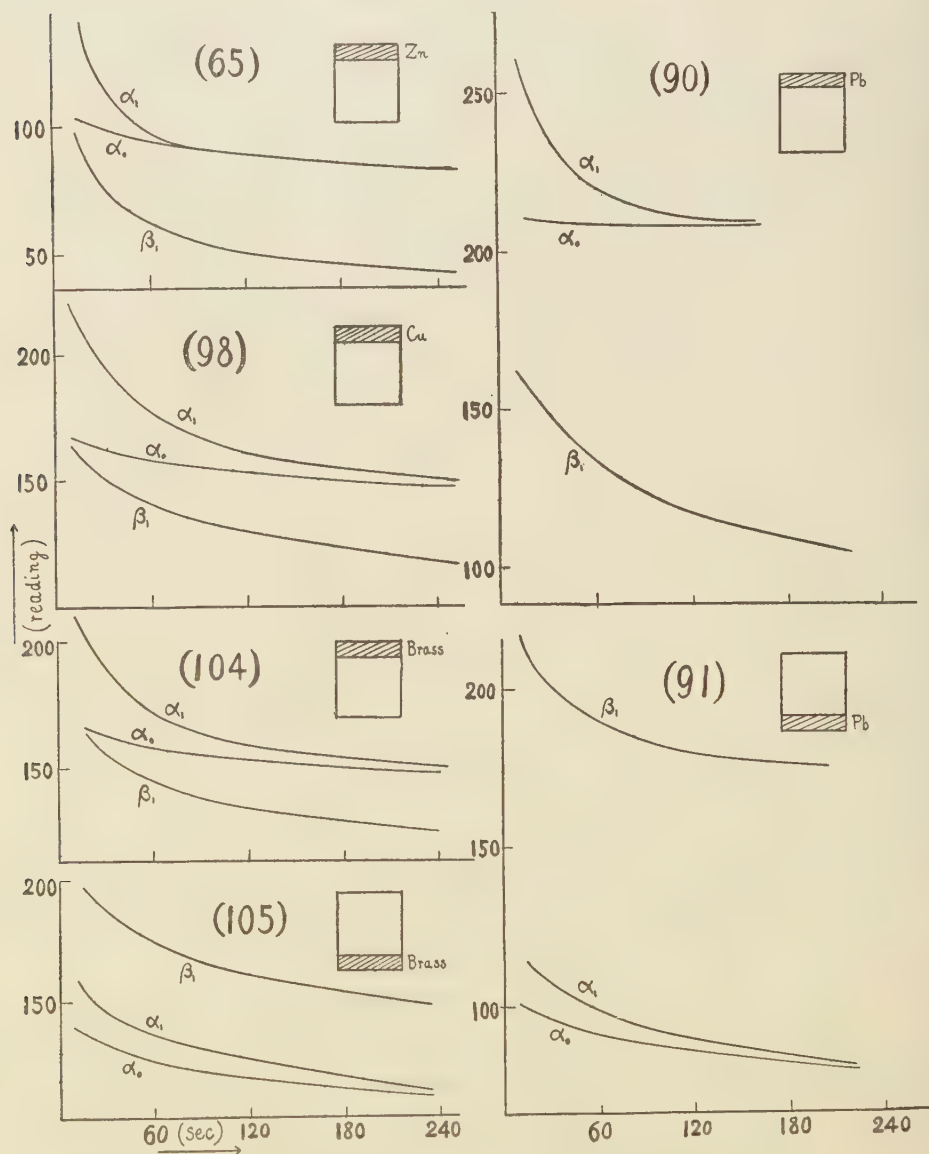 (65)
Zn
α₁
α₀
β₁
100
50
(98)
Cu
α₁
α₀
β₁
200
150
(reading)
(104)
Brass
α₁
α₀
β₁
200
150
(105)
Brass
β₁
α₁
α₀
200
150
60 (sec) 120 180 240
(90)
Pb
α₁
α₀
β₁
250
200
150
100
(91)
Pb
β₁
α₁
α₀
200
150
100
60 120 180 240